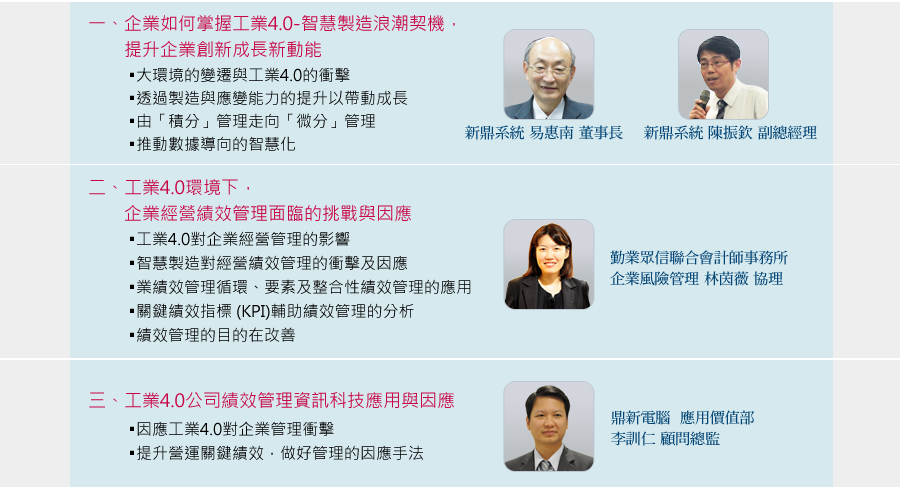 一、企業如何掌握工業4.0-智慧製造浪潮契機，
提升企業創新成長新動能
▪大環境的變遷與工業4.0的衝擊
▪透過製造與應變能力的提升以帶動成長
▪由「積分」管理走向「微分」管理
▪推動數據導向的智慧化
新鼎系統 易惠南 董事長
新鼎系統 陳振欽 副總經理
二、工業4.0環境下，
企業經營績效管理面臨的挑戰與因應
▪工業4.0對企業經營管理的影響
▪智慧製造對經營績效管理的衝擊及因應
▪業績效管理循環、要素及整合性績效管理的應用
▪關鍵績效指標 (KPI)輔助績效管理的分析
▪績效管理的目的在改善
勤業眾信聯合會計師事務所
企業風險管理 林茵薇 協理
三、工業4.0公司績效管理資訊科技應用與因應
▪因應工業4.0對企業管理衝擊
▪提升營運關鍵績效，做好管理的因應手法
鼎新電腦 應用價值部
李訓仁 顧問總監